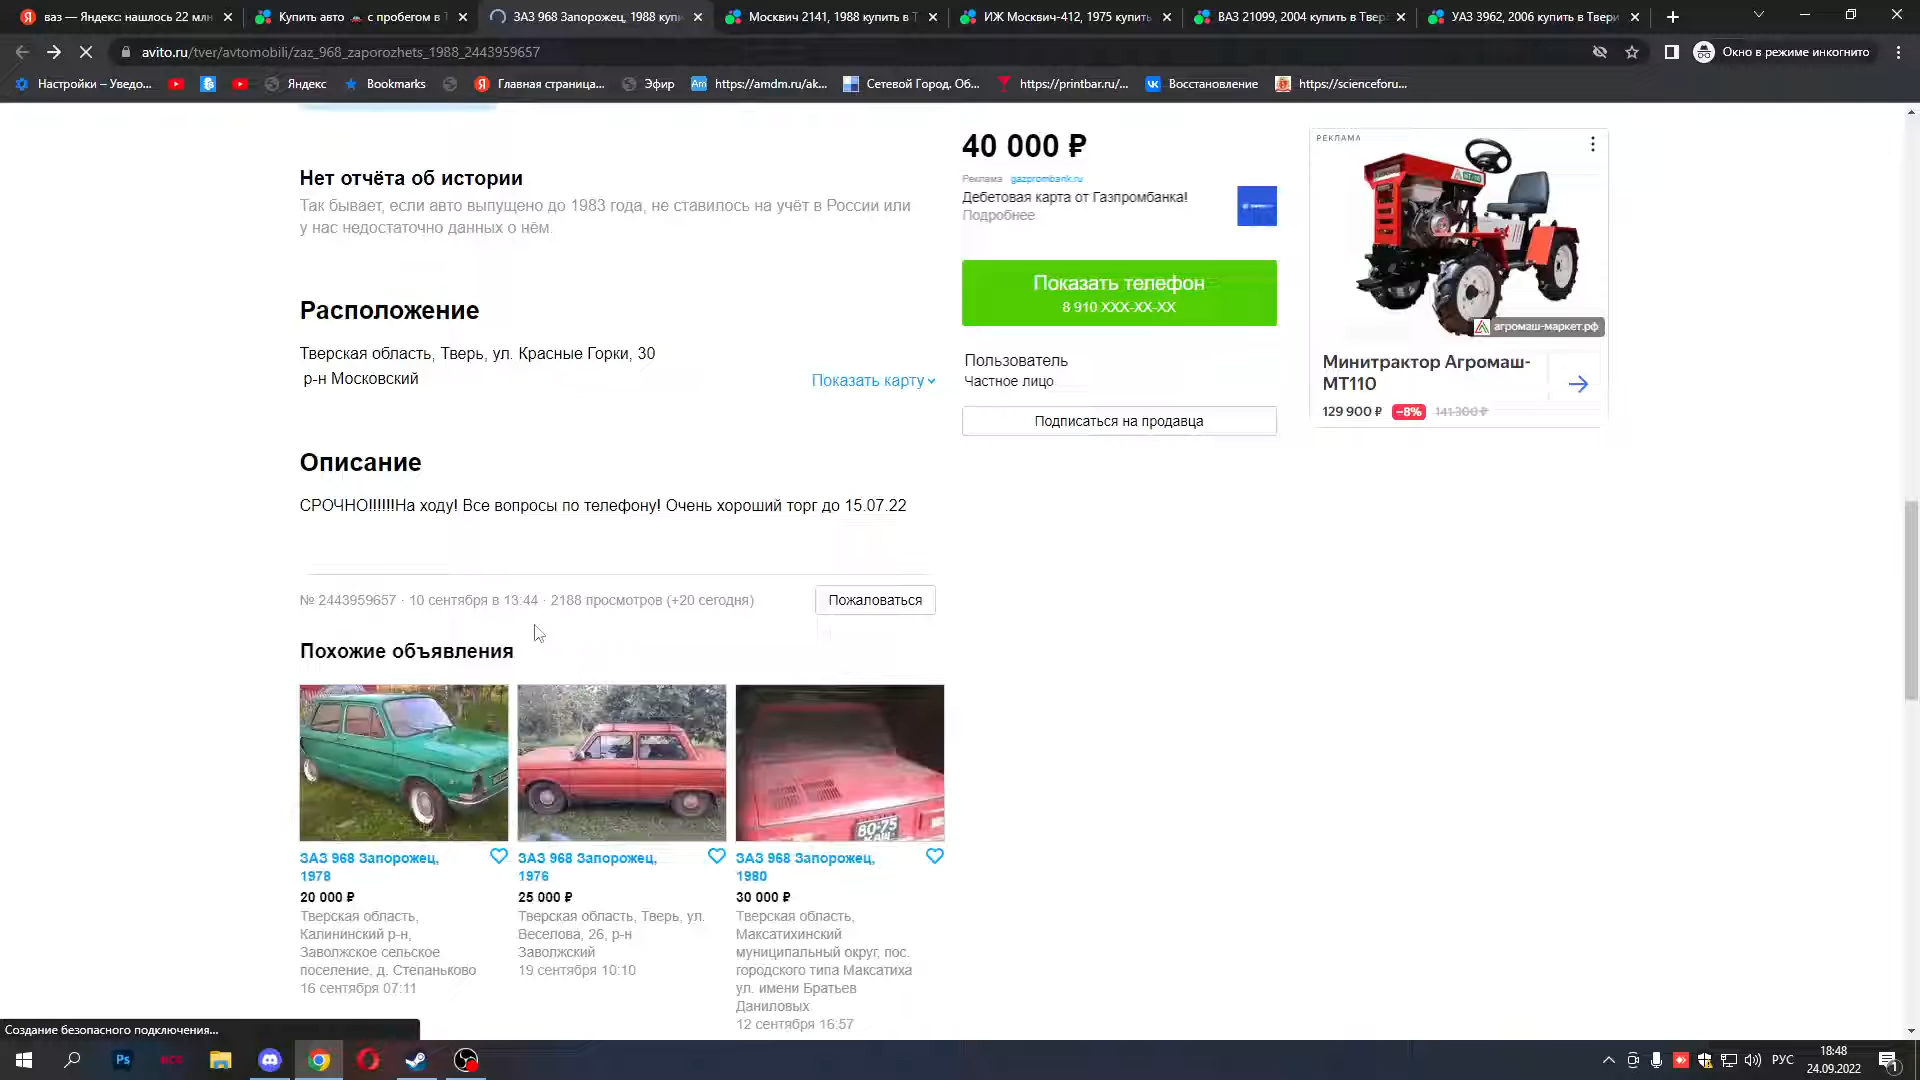 ваз — Яндекс: нашлось 22 млн
Купить авто с пробегом в Т
ЗАЗ 968 Запорожец, 1988 купи
Москвич 2141, 1988 купить в Т
ИЖ Москвич-412, 1975 купить
ВАЗ 21099, 2004 купить в Твер
УАЗ 3962, 2006 купить в Твери
avito.ru/tver/avtomobili/zaz_968_zaporozhets_1988_2443959657
Окно в режиме инкогнито
Настройки – Уведо...
Яндекс
Bookmarks
Главная страница...
Эфир
Am
https://amdm.ru/ak...
Сетевой Город. Об...
https://printbar.ru/...
Восстановление
https://scienceforu...
Нет отчёта об истории
Так бывает, если авто выпущено до 1983 года, не ставилось на учёт в России или
у нас недостаточно данных о нём.
Расположение
Тверская область, Тверь, ул. Красные Горки, 30
р-н Московский
Показать карту
Описание
СРОЧНО!!!!!!На ходу! Все вопросы по телефону! Очень хороший торг до 15.07.22
№ 2443959657 · 10 сентября в 13:44 · 2188 просмотров (+20 сегодня)
Пожаловаться
40 000 ₽
Реклама gazprombank.ru
Дебетовая карта от Газпромбанка!
Подробнее
Показать телефон
8 910 XXX-XX-XX
Пользователь
Частное лицо
Подписаться на продавца
РЕКЛАМА
агромаш-маркет.рф
Минитрактор Агромаш-
МТ110
129 900 ₽ –8% 141 300 ₽
Похожие объявления
80-75
КАШ
ЗАЗ 968 Запорожец,
1978
20 000 ₽
Тверская область,
Калининский р-н,
Заволжское сельское
поселение, д. Степаньково
16 сентября 07:11
ЗАЗ 968 Запорожец,
1976
25 000 ₽
Тверская область, Тверь, ул.
Веселова, 26, р-н
Заволжский
19 сентября 10:10
ЗАЗ 968 Запорожец,
1980
30 000 ₽
Тверская область,
Максатихинский
муниципальный округ, пос.
городского типа Максатиха
ул. имени Братьев
Даниловых
12 сентября 16:57
Создание безопасного подключения...
Ps
РУС
18:48
24.09.2022
1